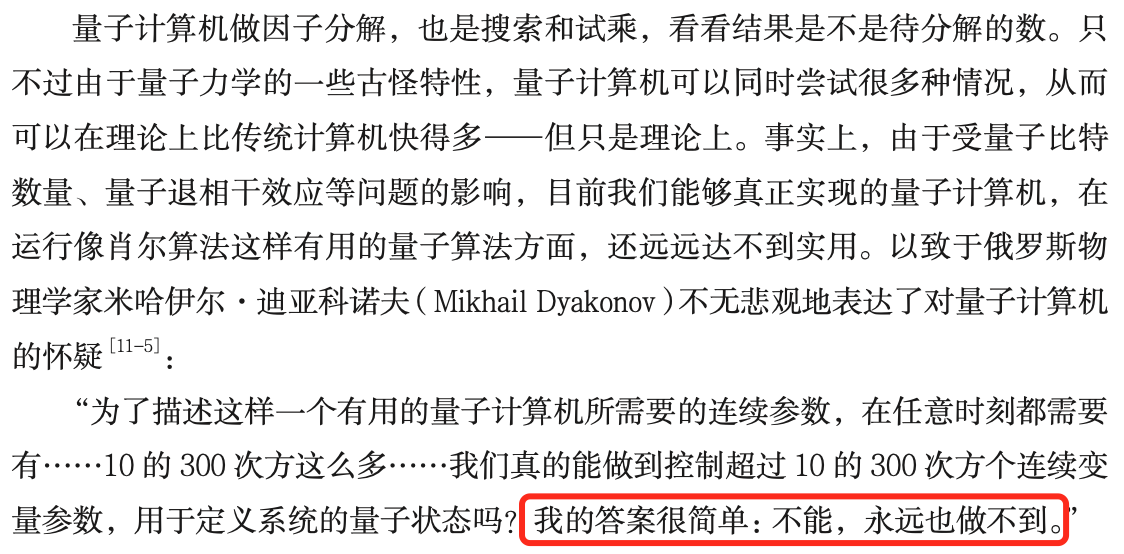 量子计算机做因子分解，也是搜索和试乘，看看结果是不是待分解的数。只
不过由于量子力学的一些古怪特性，量子计算机可以同时尝试很多种情况，从而
可以在理论上比传统计算机快得多——但只是理论上。事实上，由于受量子比特
数量、量子退相干效应等问题的影响，目前我们能够真正实现的量子计算机，在
运行像肖尔算法这样有用的量子算法方面，还远远达不到实用。以致于俄罗斯物
理学家米哈伊尔·迪亚科诺夫（Mikhail Dyakonov）不无悲观地表达了对量子计算机
的怀疑[11-5]：
“为了描述这样一个有用的量子计算机所需要的连续参数，在任意时刻都需要
有……10 的 300 次方这么多……我们真的能做到控制超过 10 的 300 次方个连续变
量参数，用于定义系统的量子状态吗？我的答案很简单：不能，永远也做不到。”